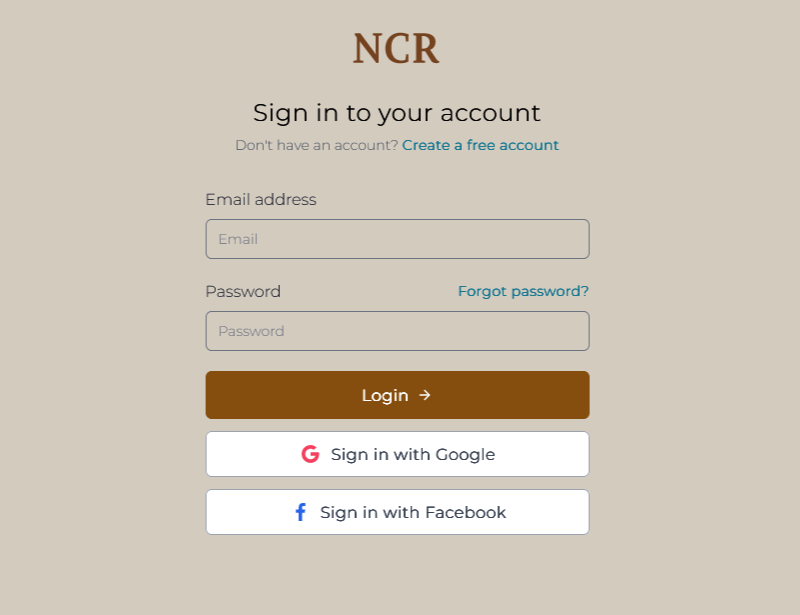 NCR
Sign in to your account
Don't have an account? Create a free account
Email address
Email
Password Forgot password?
Password
Login →
Sign in with Google
Sign in with Facebook